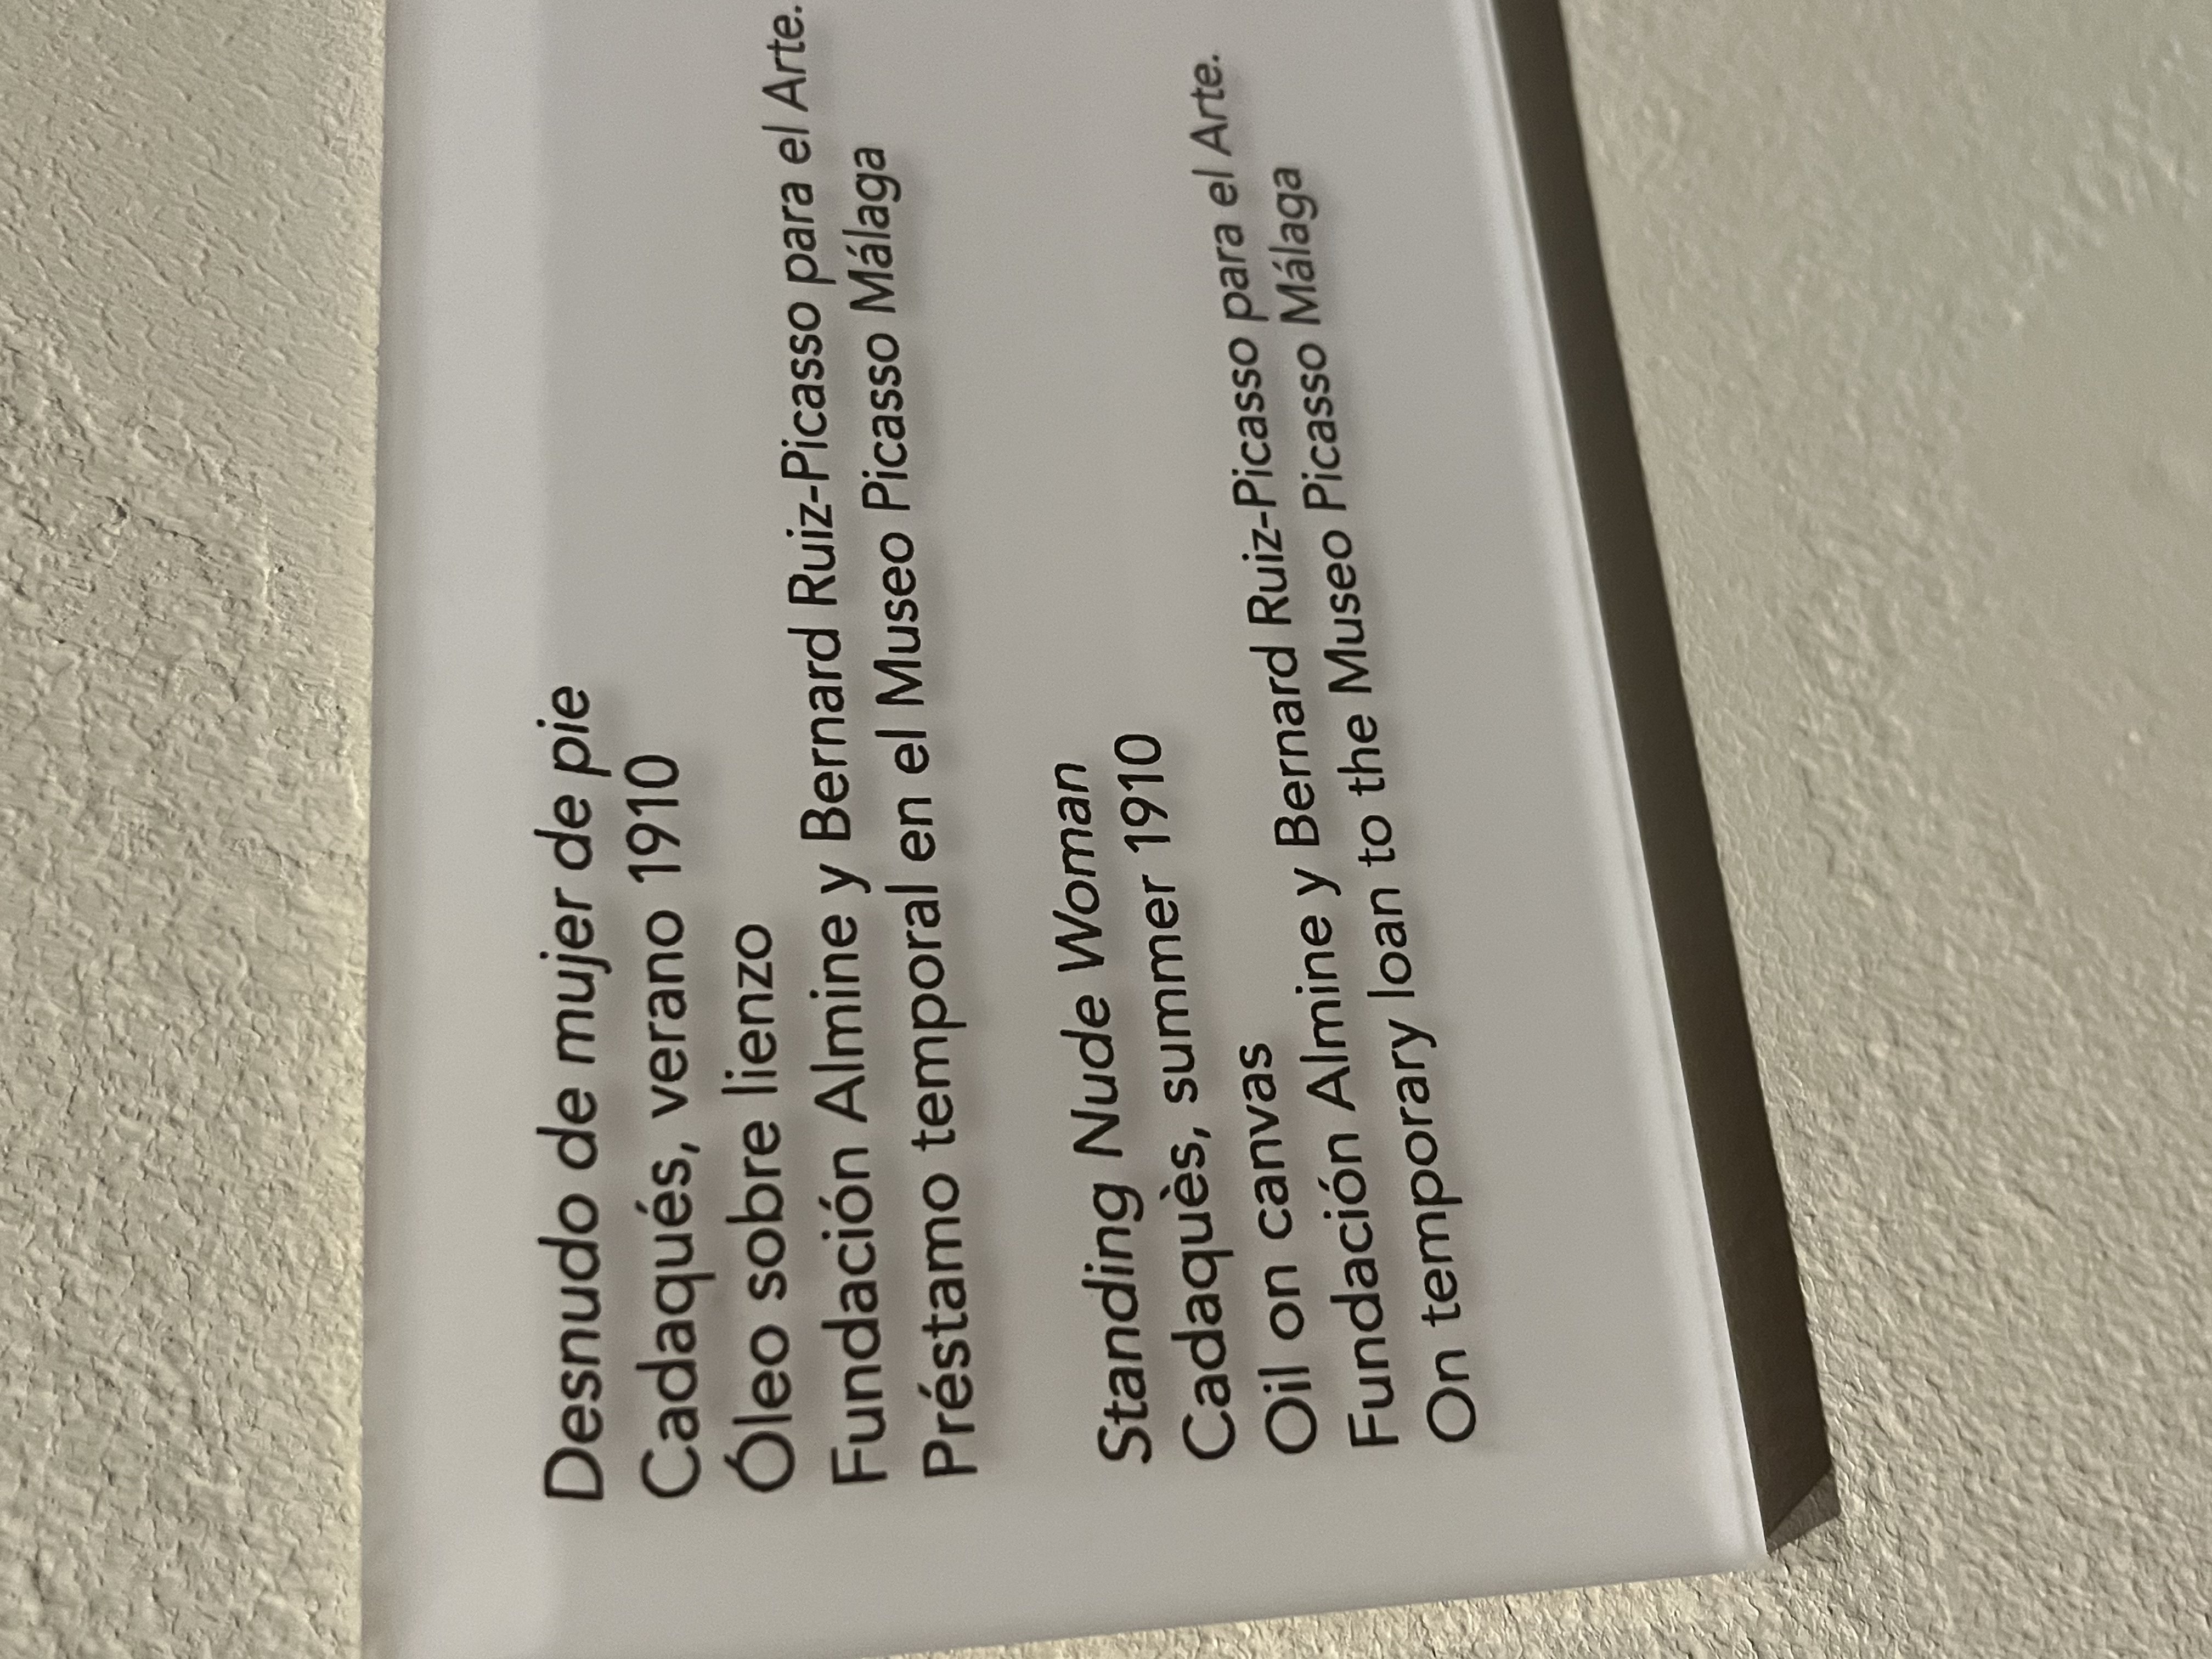 Desnudo de mujer de pie
Cadaqués, verano 1910
Óleo sobre lienzo
Fundación Almine y Bernard Ruiz-Picasso para el Arte.
Préstamo temporal en el Museo Picasso Málaga
Standing Nude Woman
Cadaquès, summer 1910
Oil on canvas
Fundación Almine y Bernard Ruiz-Picasso para el Arte.
On temporary loan to the Museo Picasso Málaga